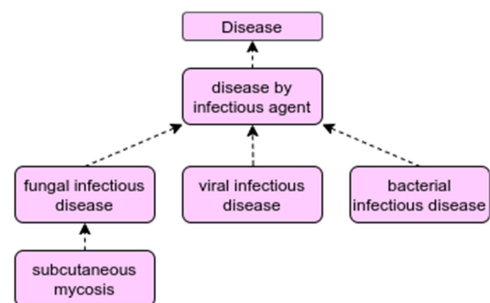 Disease
disease by
infectious agent
fungal infectious
disease
viral infectious
disease
bacterial
infectious disease
subcutaneous
mycosis